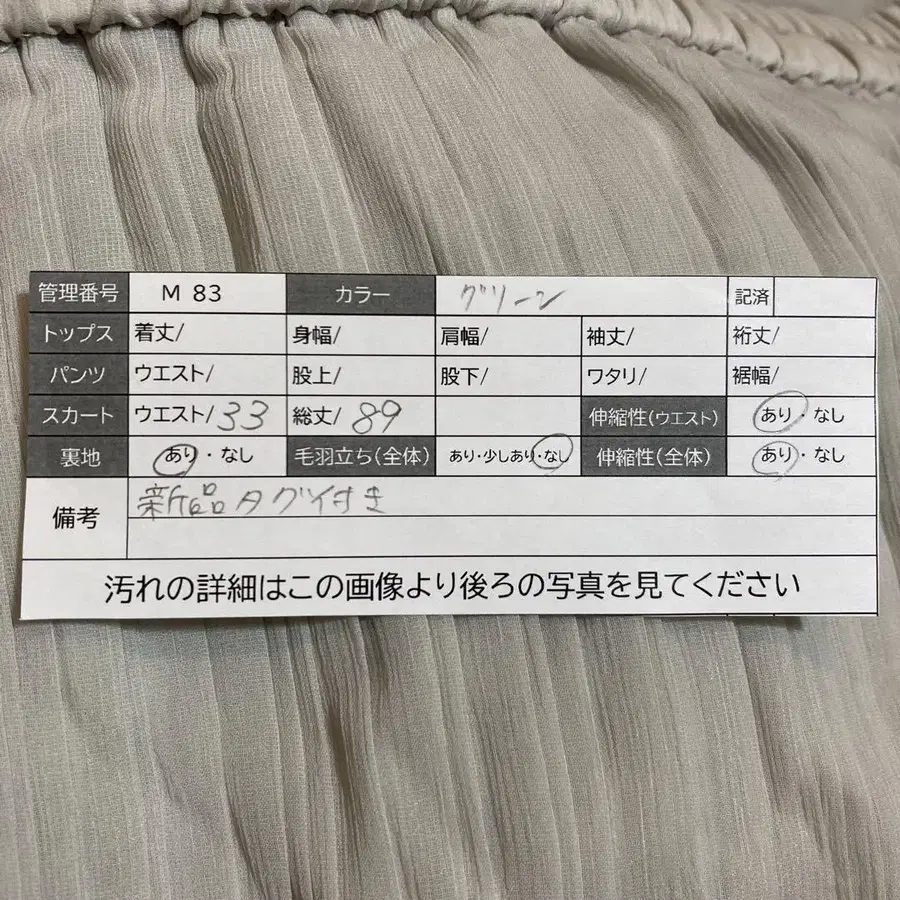 管理番号 M 83 カラー グリーン 記済
トップス 着丈/ 身幅/ 肩幅/ 袖丈/ 裄丈/
パンツ ウエスト/ 股上/ 股下/ ワタリ/ 裾幅/
スカート ウエスト/33 総丈/89 伸縮性(ウエスト) あり・なし
裏地 あり・なし 毛羽立ち(全体) あり・少しあり・なし 伸縮性(全体) あり・なし
備考 新品タグ付き
汚れの詳細はこの画像より後ろの写真を見てください